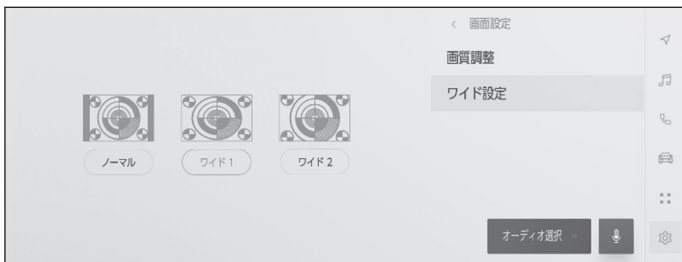 < 画面設定
画質調整
ワイド設定
ノーマル
ワイド 1
ワイド 2
オーディオ選択